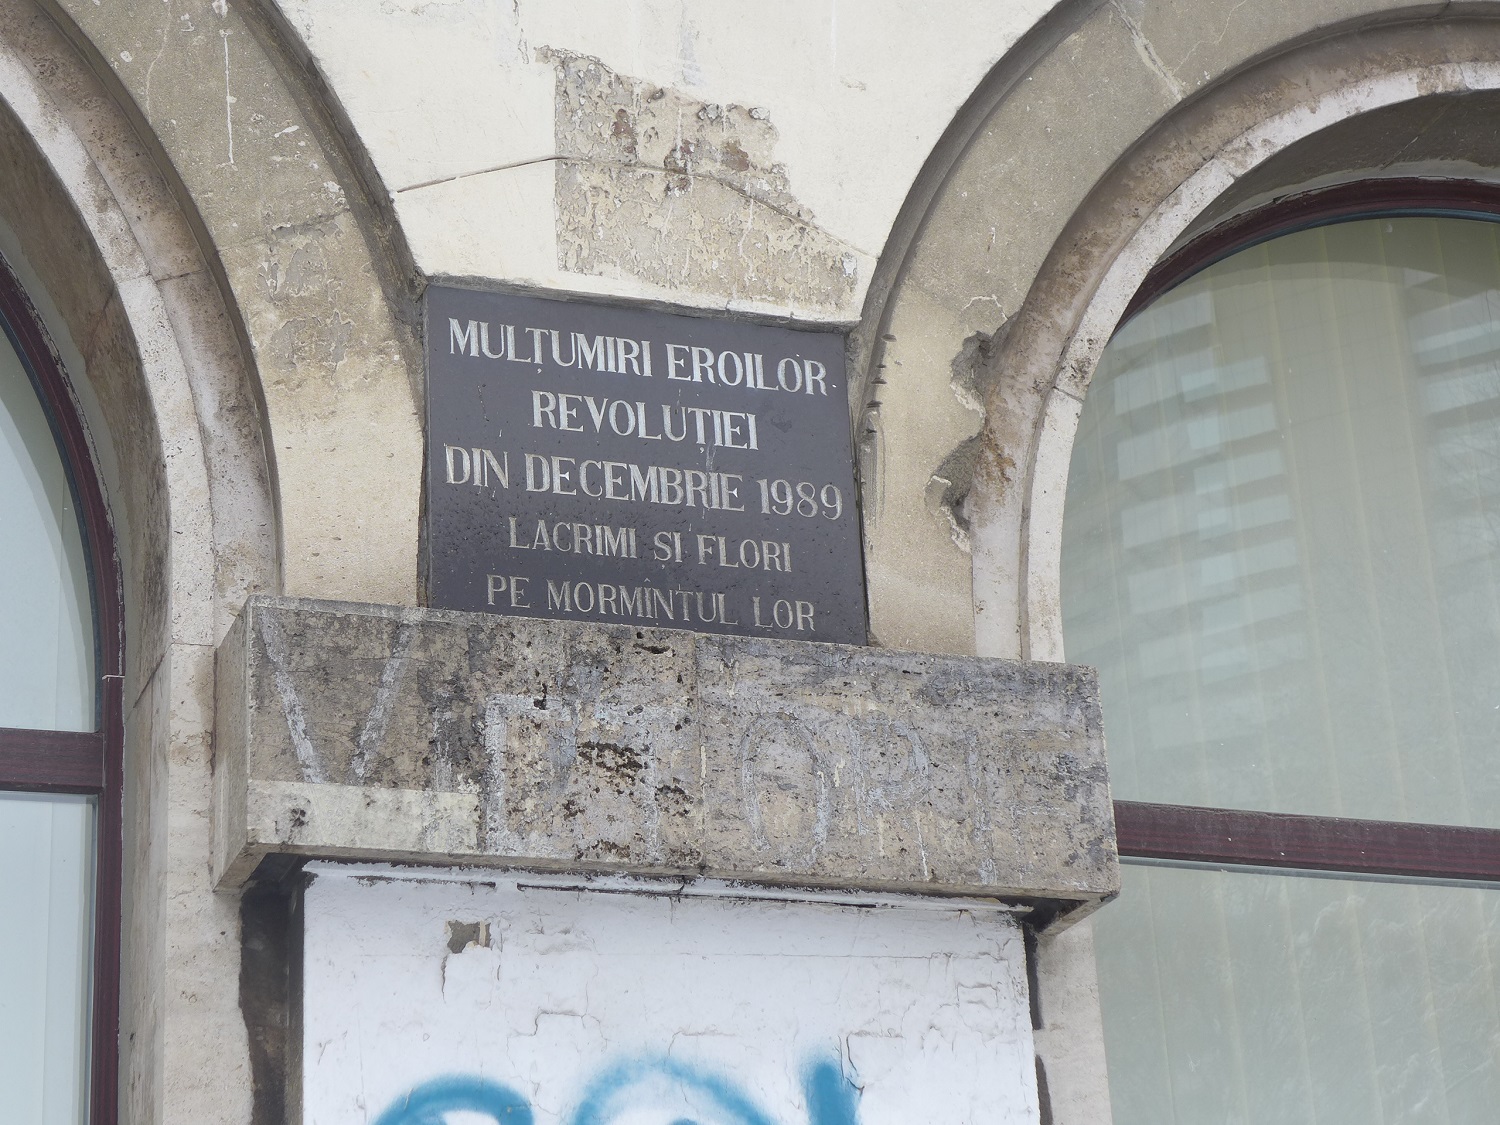 MULȚUMIRI EROILOR
REVOLUȚIEI
DIN DECEMBRIE 1989
LACRIMI ȘI FLORI
PE MORMÎNTUL LOR